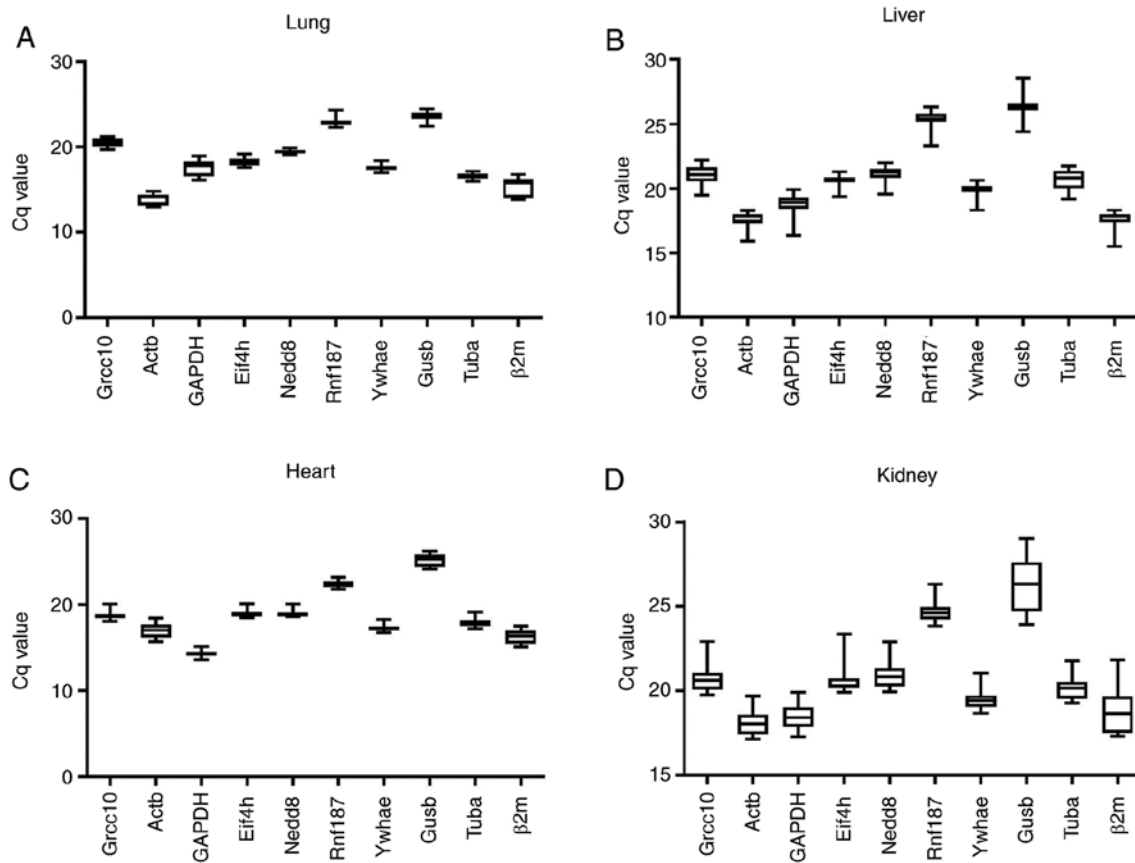 A
Lung
Cq value
30
20
10
0
Grcc10
Actb
GAPDH
Eif4h
Nedd8
Rnf187
Ywhae
Gusb
Tuba
β2m
B
Liver
Cq value
30
25
20
15
10
Grcc10
Actb
GAPDH
Eif4h
Nedd8
Rnf187
Ywhae
Gusb
Tuba
β2m
C
Heart
Cq value
30
20
10
0
Grcc10
Actb
GAPDH
Eif4h
Nedd8
Rnf187
Ywhae
Gusb
Tuba
β2m
D
Kidney
Cq value
30
25
20
15
Grcc10
Actb
GAPDH
Eif4h
Nedd8
Rnf187
Ywhae
Gusb
Tuba
β2m